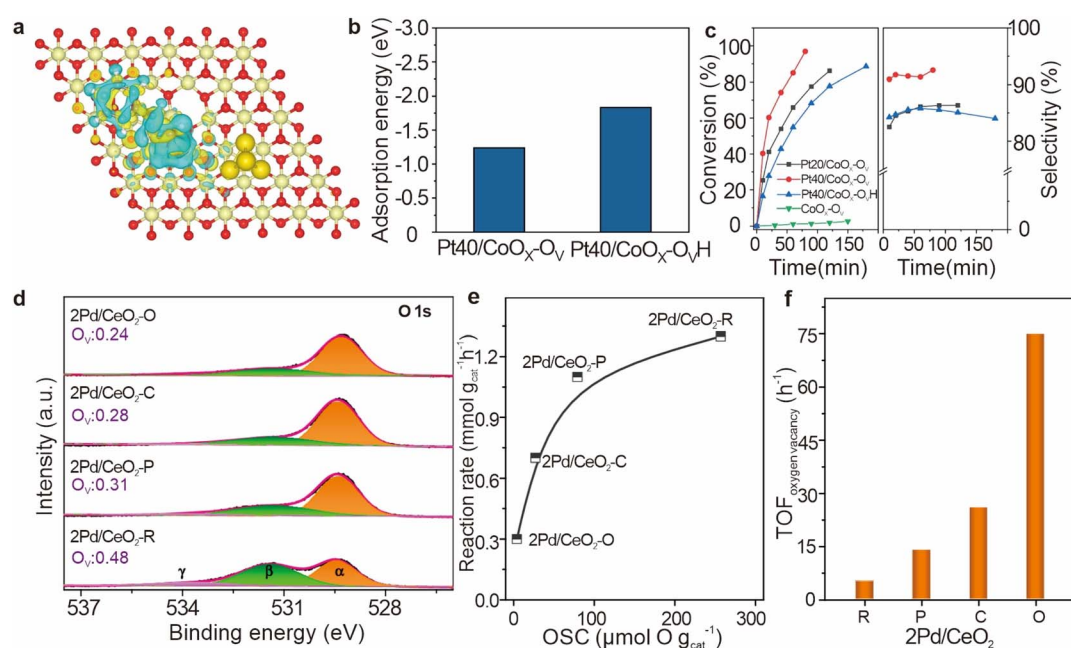 a
b
Adsorption energy (eV)
-3.0
-2.5
-2.0
-1.5
-1.0
-0.5
0
Pt40/CoOX-OV
Pt40/CoOX-OVH
c
Conversion (%)
100
80
60
40
20
0
Pt20/CoOx-Ov
Pt40/CoOx-Ov
Pt40/CoOx-OvH
CoOx-Ov
0 50 100 150
Time(min)
0 50 100 150
Time(min)
100
90
80
0
Selectivity (%)
d
O 1s
2Pd/CeO2-O
OV:0.24
2Pd/CeO2-C
OV:0.28
2Pd/CeO2-P
OV:0.31
2Pd/CeO2-R
OV:0.48
γ β α
Intensity (a.u.)
537 534 531 528
Binding energy (eV)
e
Reaction rate (mmol gcat-1h-1)
1.2
0.9
0.6
0.3
0.0
2Pd/CeO2-R
2Pd/CeO2-P
2Pd/CeO2-C
2Pd/CeO2-O
0 100 200 300
OSC (μmol O gcat-1)
f
TOFoxygen vacancy (h-1)
75
60
45
30
15
0
R P C O
2Pd/CeO2